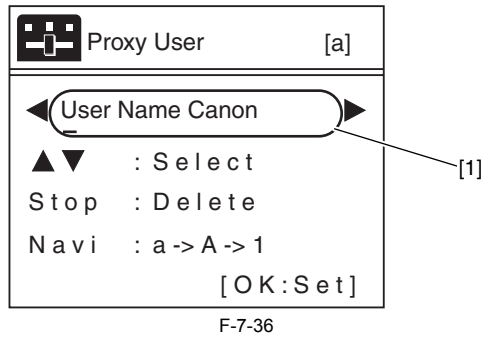 Proxy User [a]
◀ User Name Canon ▶
[1]
▲▼ : Select
Stop : Delete
Navi : a -> A -> 1
[OK:Set]
F-7-36